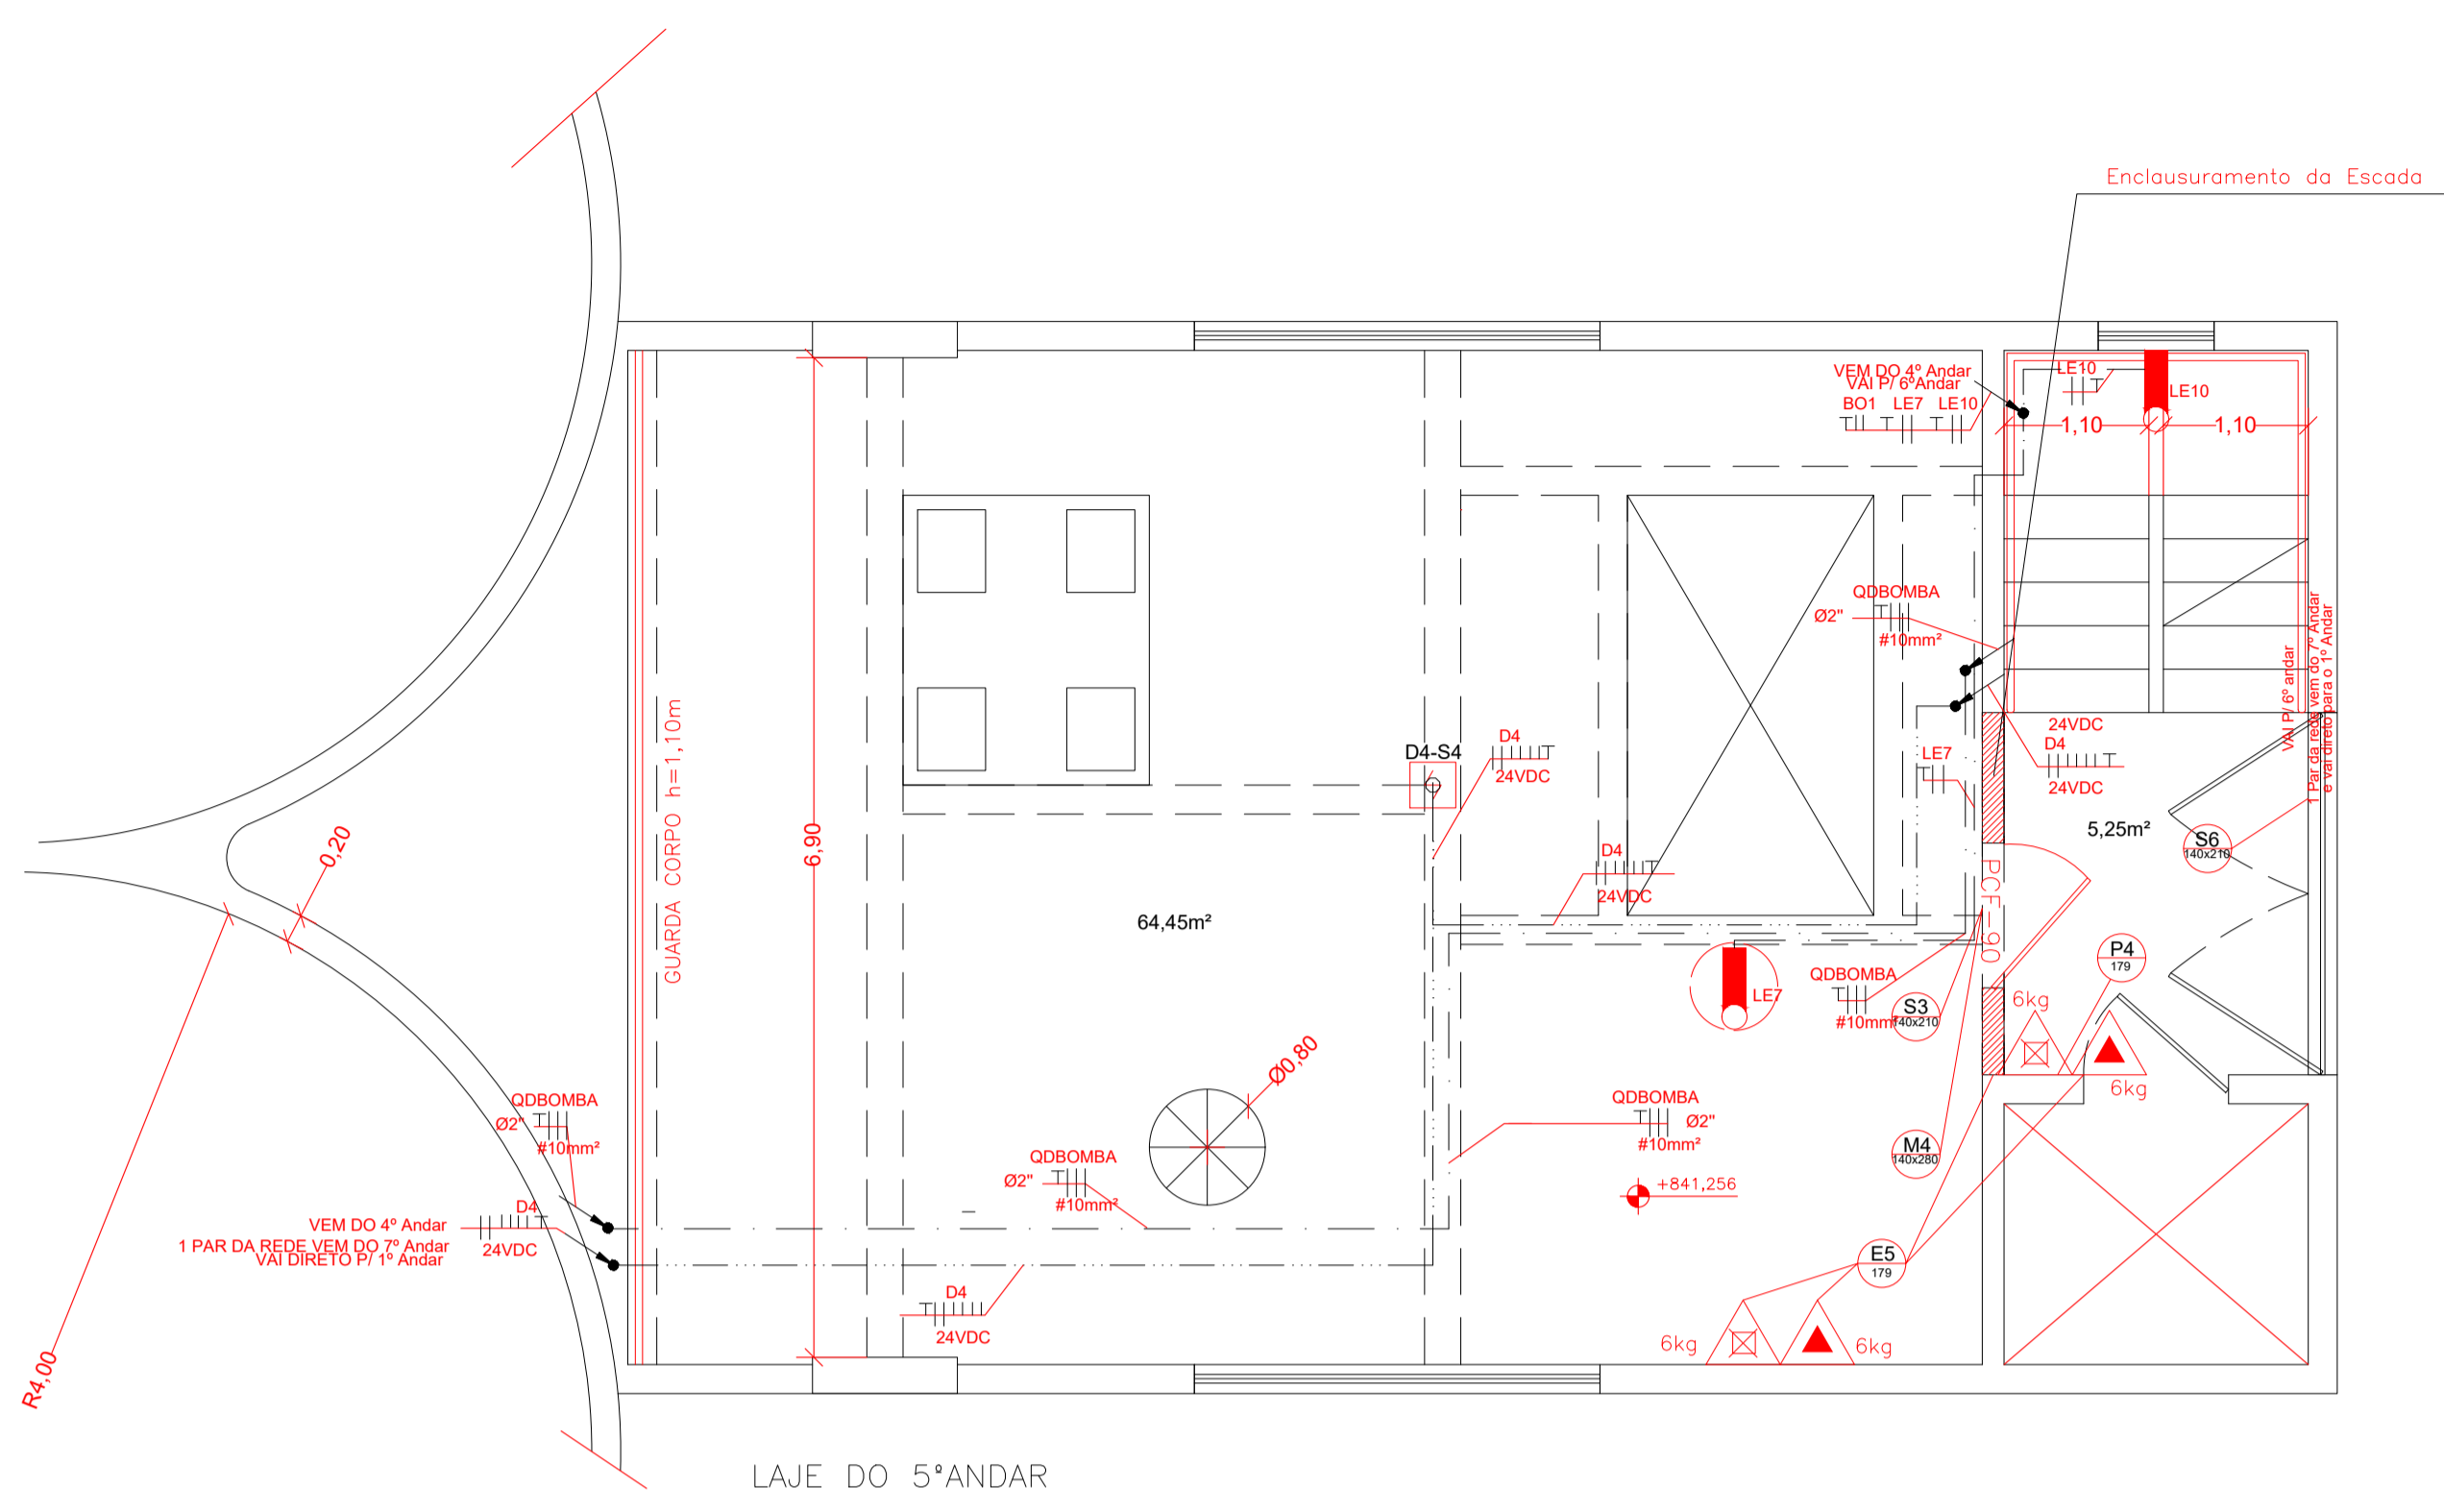 Enclausuramento da Escada
VEM DO 4º Andar
VAI P/ 6ºAndar
BO1 LE7 LE10
LE10
LE10
1,10
1,10
QDBOMBA
Ø2"
#10mm²
VAI P/ 6º andar
1 Par da rede vem do 7º Andar
e vai direto para o 1º Andar
GUARDA CORPO h=1,10m
6,90
0,20
R4,00
D4-S4
D4
24VDC
D4
24VDC
LE7
24VDC
D4
24VDC
5,25m²
S6
140x210
PCF-90
64,45m²
P4
179
LE7
QDBOMBA
#10mm²
S3
140x210
6kg
6kg
Ø0,80
QDBOMBA
Ø2"
#10mm²
QDBOMBA
Ø2"
#10mm²
QDBOMBA
Ø2"
#10mm²
M4
140x280
+841,256
D4
24VDC
VEM DO 4º Andar
1 PAR DA REDE VEM DO 7º Andar
VAI DIRETO P/ 1º Andar
E5
179
D4
24VDC
6kg
6kg
LAJE DO 5ºANDAR